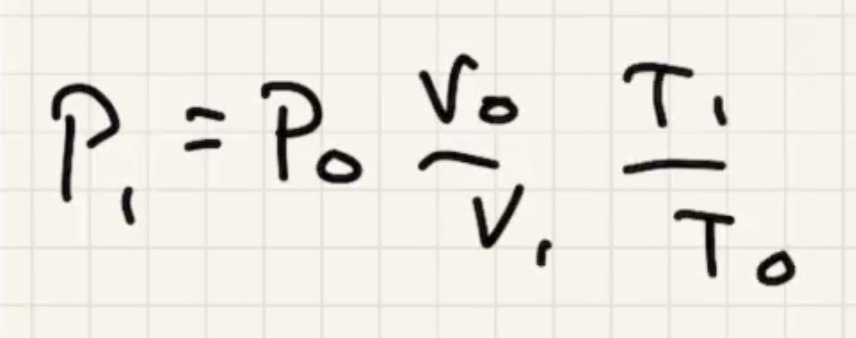 P₁ = P₀ V₀/V₁ T₁/T₀